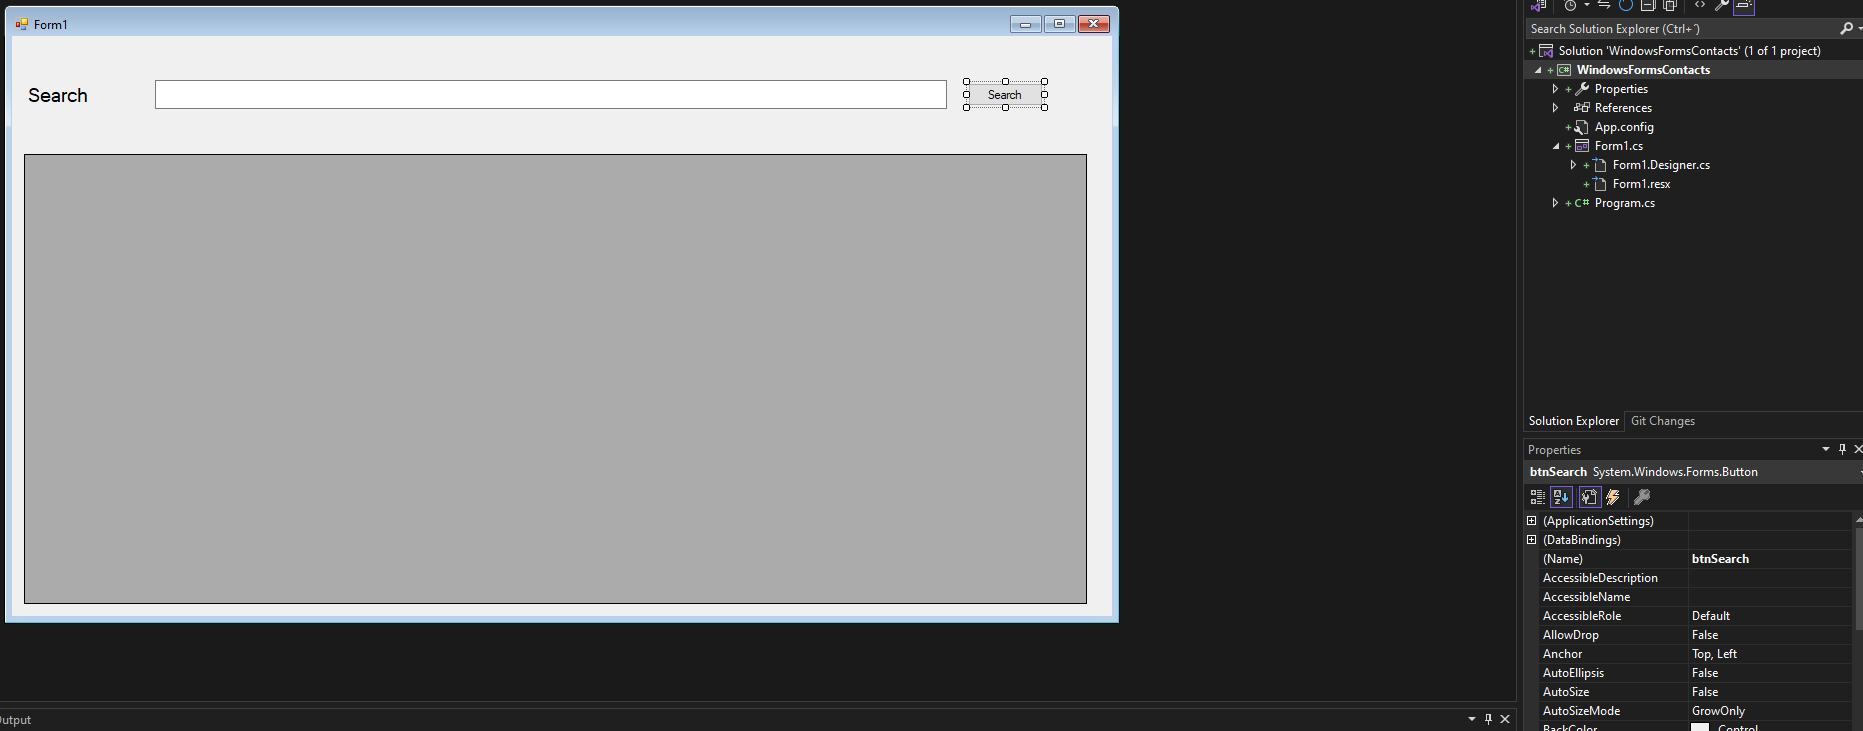 Form1
Search
Search
Search Solution Explorer (Ctrl+´)
Solution 'WindowsFormsContacts' (1 of 1 project)
C# WindowsFormsContacts
Properties
References
App.config
Form1.cs
Form1.Designer.cs
Form1.resx
C# Program.cs
Solution Explorer Git Changes
Properties
btnSearch System.Windows.Forms.Button
(ApplicationSettings)
(DataBindings)
(Name) btnSearch
AccessibleDescription
AccessibleName
AccessibleRole Default
AllowDrop False
Anchor Top, Left
AutoEllipsis False
AutoSize False
AutoSizeMode GrowOnly
BackColor Control
utput